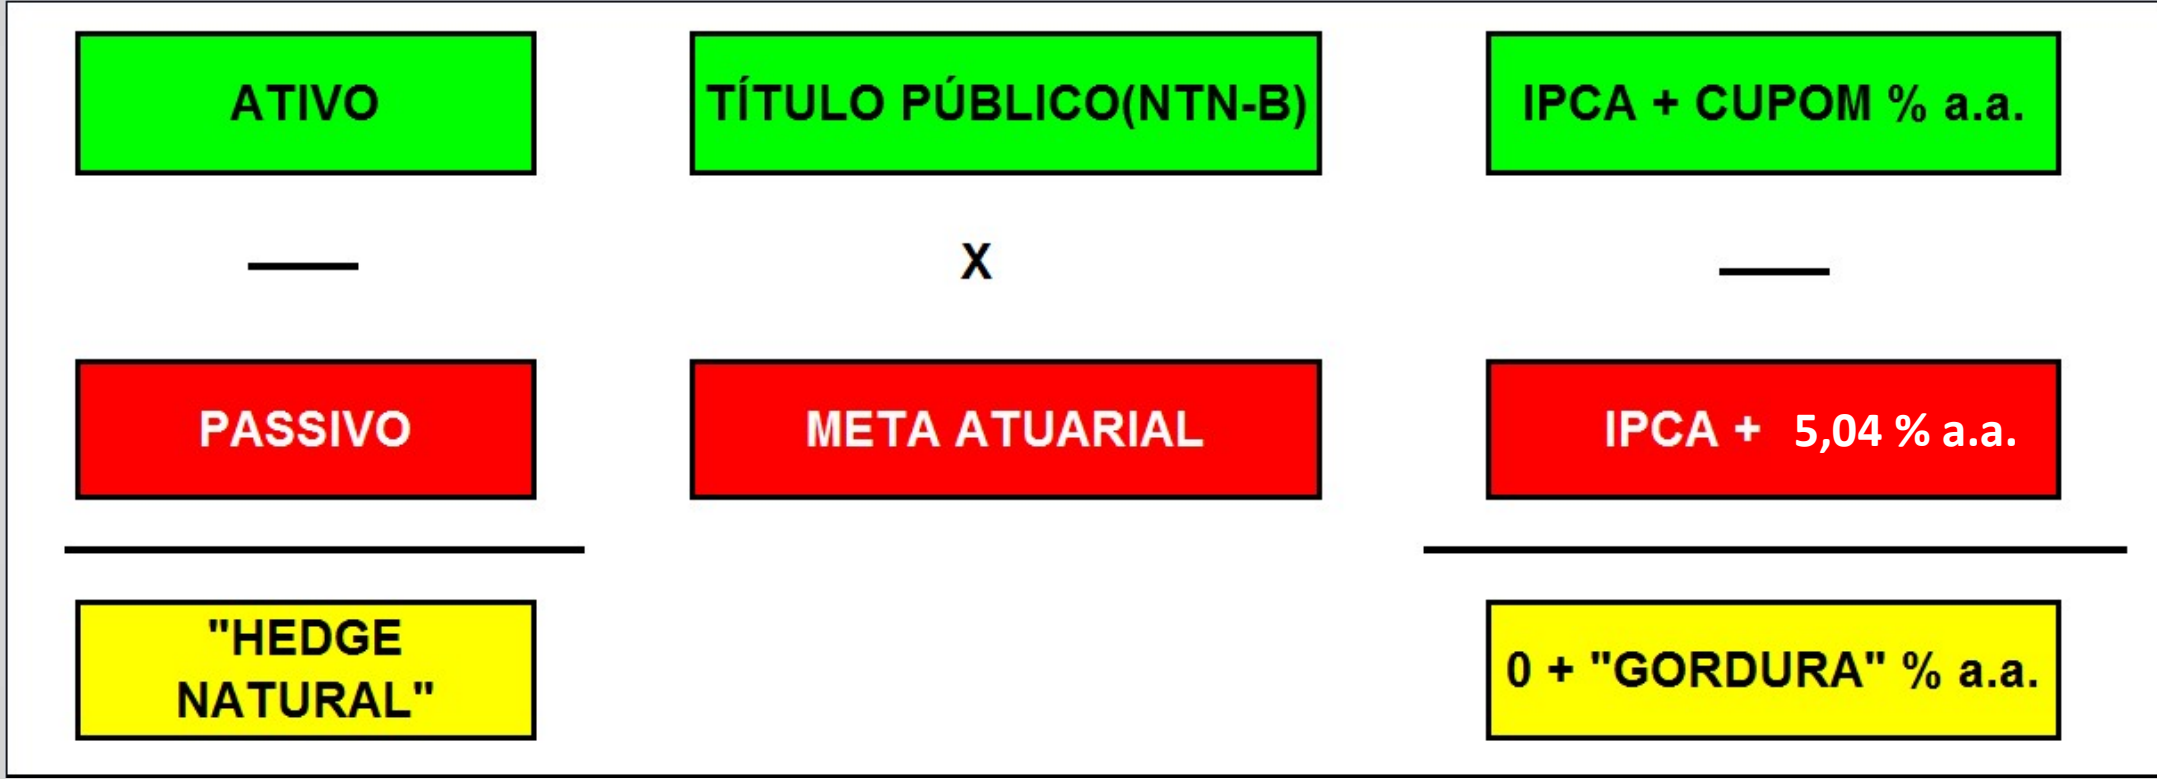 ATIVO
TÍTULO PÚBLICO(NTN-B)
IPCA + CUPOM % a.a.
X
PASSIVO
META ATUARIAL
IPCA + 5,04 % a.a.
"HEDGE
NATURAL"
0 + "GORDURA" % a.a.